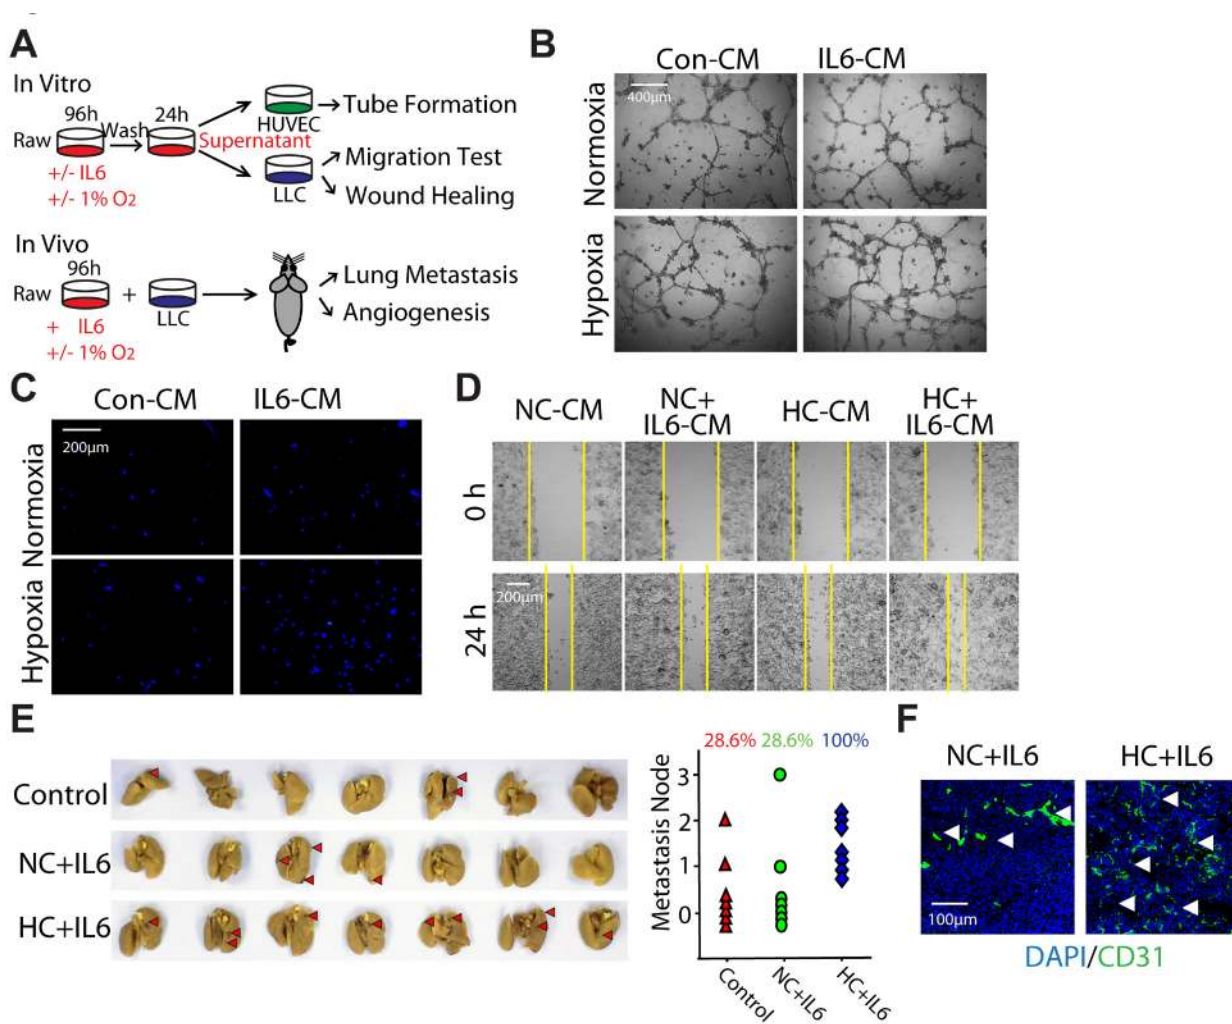 A
In Vitro
96h
Wash
24h
Raw
+/- IL6
+/- 1% O2
Supernatant
HUVEC
Tube Formation
LLC
Migration Test
Wound Healing
In Vivo
96h
Raw
+
LLC
+ IL6
+/- 1% O2
Lung Metastasis
Angiogenesis
B
Con-CM
IL6-CM
Normoxia
400µm
Hypoxia
C
Con-CM
IL6-CM
Normoxia
200µm
Hypoxia
D
NC-CM
NC+
IL6-CM
HC-CM
HC+
IL6-CM
0 h
24 h
200µm
E
Control
NC+IL6
HC+IL6
28.6%
28.6%
100%
Metastasis Node
3
2
1
0
Control
NC+IL6
HC+IL6
F
NC+IL6
HC+IL6
100µm
DAPI/CD31